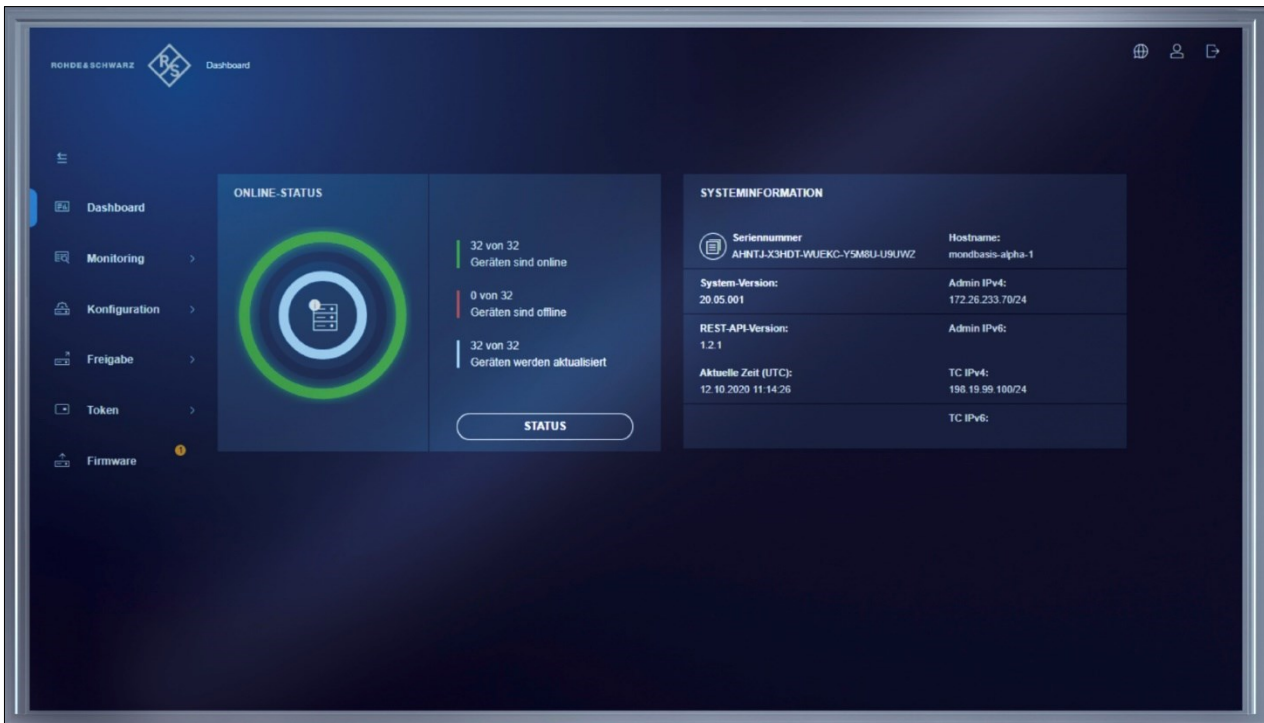 ROHDE&SCHWARZ
R
S
Dashboard
Dashboard
Monitoring
Konfiguration
Freigabe
Token
Firmware
1
ONLINE-STATUS
32 von 32
Geräten sind online
0 von 32
Geräten sind offline
32 von 32
Geräten werden aktualisiert
STATUS
SYSTEMINFORMATION
Seriennummer
AHNTJ-X3HDT-WUEKC-Y5M8U-U9UWZ
Hostname:
mondbasis-alpha-1
System-Version:
20.05.001
Admin IPv4:
172.26.233.70/24
REST-API-Version:
1.2.1
Admin IPv6:
Aktuelle Zeit (UTC):
12.10.2020 11:14:26
TC IPv4:
198.19.99.100/24
TC IPv6: